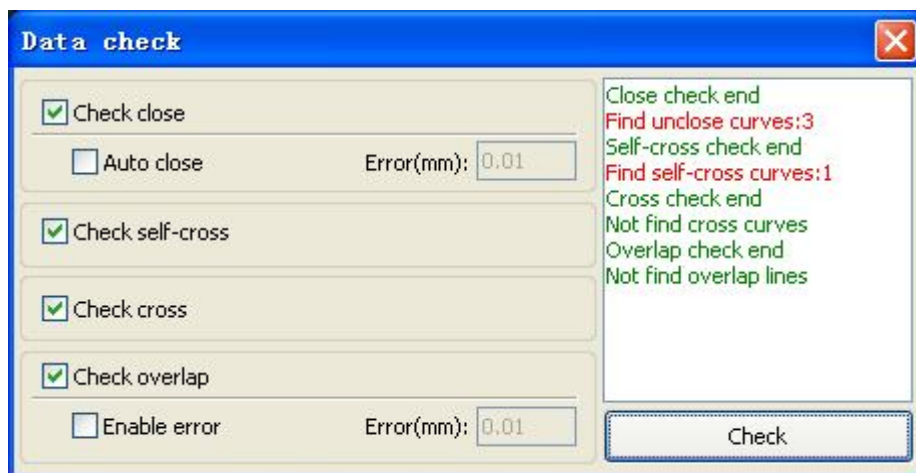 Data check
Check close
Auto close Error(mm): 0.01
Check self-cross
Check cross
Check overlap
Enable error Error(mm): 0.01
Close check end
Find unclose curves:3
Self-cross check end
Find self-cross curves:1
Cross check end
Not find cross curves
Overlap check end
Not find overlap lines
Check